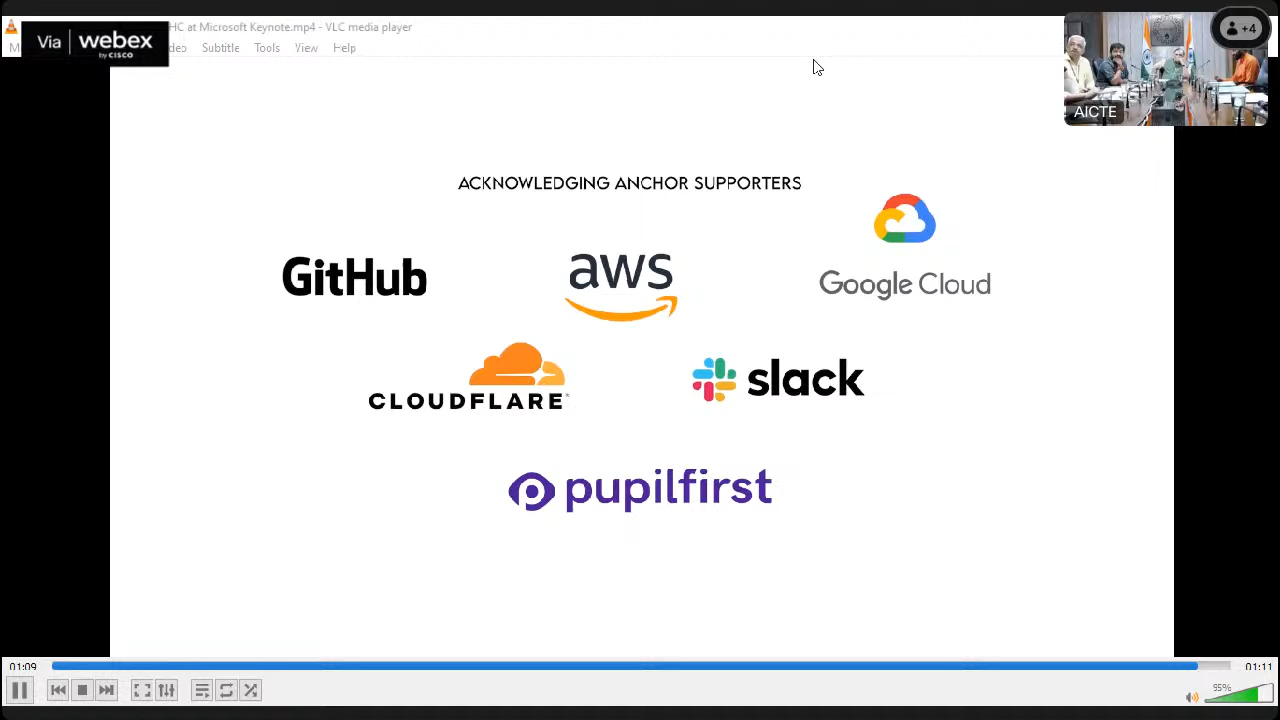 HC at Microsoft Keynote.mp4 - VLC media player
Via webex
by CISCO
Subtitle Tools View Help
+4
AICTE
ACKNOWLEDGING ANCHOR SUPPORTERS
GitHub
aws
Google Cloud
CLOUDFLARE
slack
pupilfirst
01:09
01:11
95%